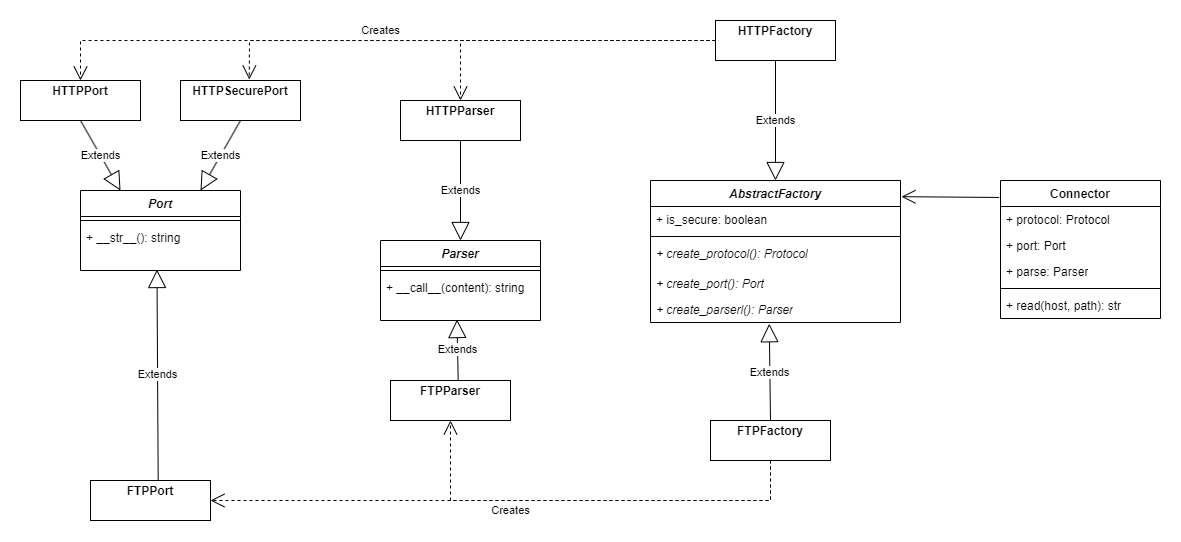 Creates
HTTPFactory
HTTPPort
HTTPSecurePort
HTTPParser
Extends
Extends
Extends
Extends
Port
+ __str__(): string
Parser
+ __call__(content): string
AbstractFactory
+ is_secure: boolean
+ create_protocol(): Protocol
+ create_port(): Port
+ create_parserl(): Parser
Connector
+ protocol: Protocol
+ port: Port
+ parse: Parser
+ read(host, path): str
Extends
Extends
Extends
FTPParser
FTPFactory
FTPPort
Creates